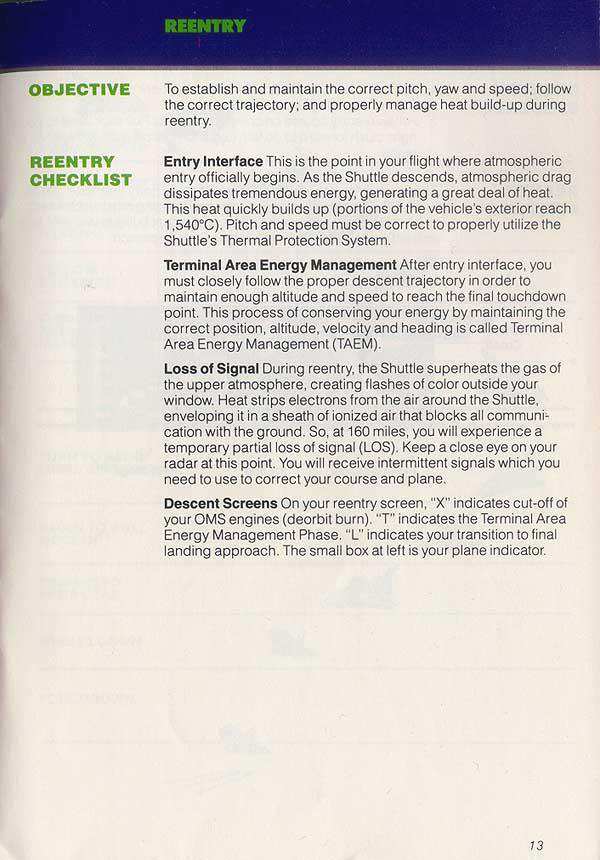 REENTRY
OBJECTIVE
To establish and maintain the correct pitch, yaw and speed; follow
the correct trajectory; and properly manage heat build-up during
reentry.
REENTRY
CHECKLIST
Entry Interface This is the point in your flight where atmospheric
entry officially begins. As the Shuttle descends, atmospheric drag
dissipates tremendous energy, generating a great deal of heat.
This heat quickly builds up (portions of the vehicle's exterior reach
1,540°C). Pitch and speed must be correct to properly utilize the
Shuttle's Thermal Protection System.
Terminal Area Energy Management After entry interface, you
must closely follow the proper descent trajectory in order to
maintain enough altitude and speed to reach the final touchdown
point. This process of conserving your energy by maintaining the
correct position, altitude, velocity and heading is called Terminal
Area Energy Management (TAEM).
Loss of Signal During reentry, the Shuttle superheats the gas of
the upper atmosphere, creating flashes of color outside your
window. Heat strips electrons from the air around the Shuttle,
enveloping it in a sheath of ionized air that blocks all communi-
cation with the ground. So, at 160 miles, you will experience a
temporary partial loss of signal (LOS). Keep a close eye on your
radar at this point. You will receive intermittent signals which you
need to use to correct your course and plane.
Descent Screens On your reentry screen, "X" indicates cut-off of
your OMS engines (deorbit burn). "T" indicates the Terminal Area
Energy Management Phase. "L" indicates your transition to final
landing approach. The small box at left is your plane indicator.
13